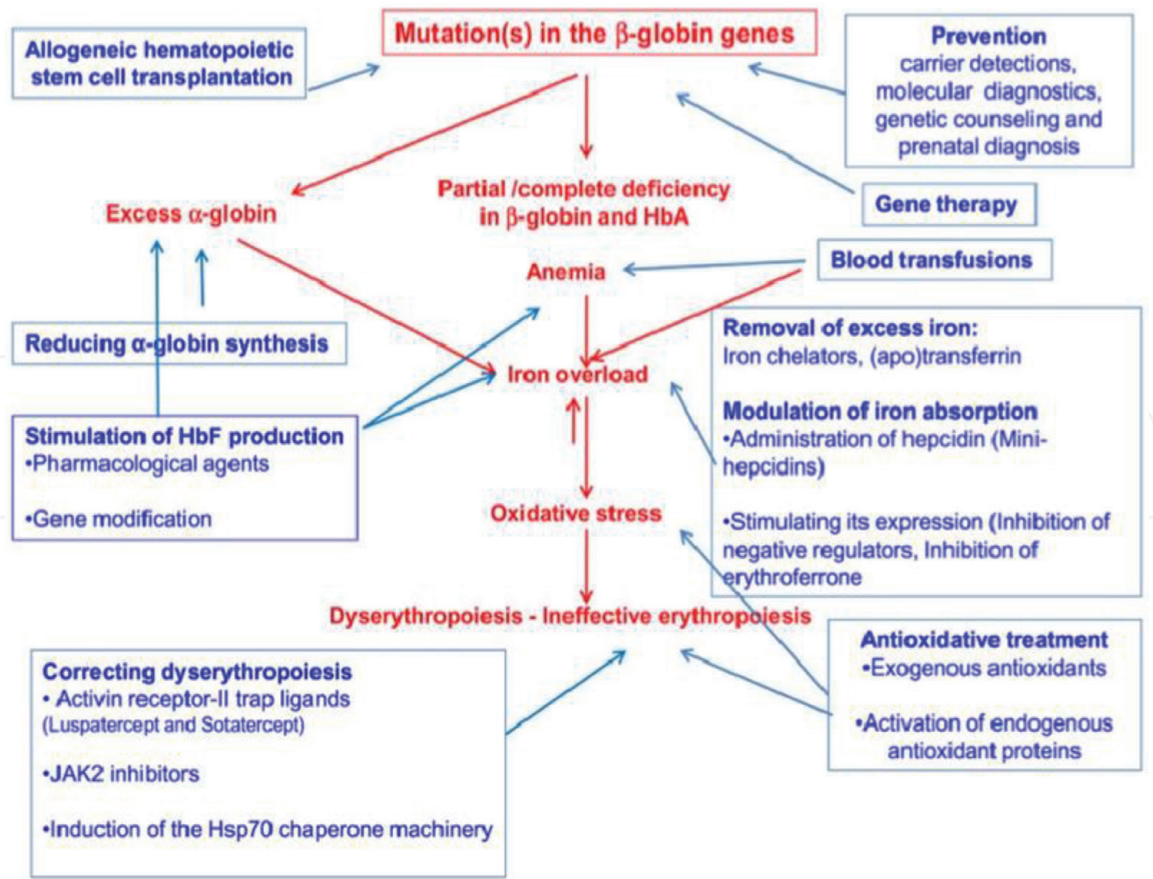 Mutation(s) in the β-globin genes
Allogeneic hematopoietic
stem cell transplantation
Prevention
carrier detections,
molecular diagnostics,
genetic counseling and
prenatal diagnosis
Partial /complete deficiency
in β-globin and HbA
Excess α-globin
Gene therapy
Anemia
Blood transfusions
Reducing α-globin synthesis
Iron overload
Removal of excess iron:
Iron chelators, (apo)transferrin
Modulation of iron absorption
•Administration of hepcidin (Mini-
hepcidins)
•Stimulating its expression (Inhibition of
negative regulators, Inhibition of
erythroferrone
Stimulation of HbF production
•Pharmacological agents
•Gene modification
Oxidative stress
Dyserythropoiesis - Ineffective erythropoiesis
Correcting dyserythropoiesis
• Activin receptor-II trap ligands
(Luspatercept and Sotatercept)
•JAK2 inhibitors
•Induction of the Hsp70 chaperone machinery
Antioxidative treatment
•Exogenous antioxidants
•Activation of endogenous
antioxidant proteins